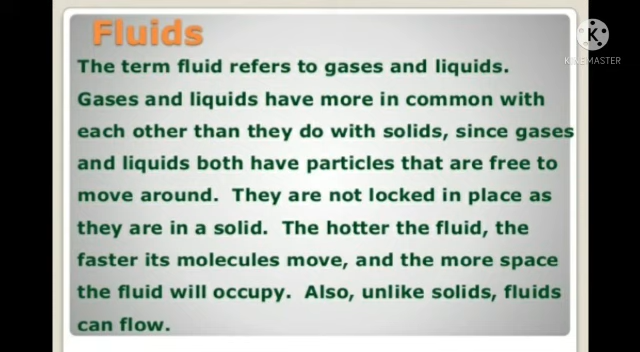 Fluids
The term fluid refers to gases and liquids.
Gases and liquids have more in common with
each other than they do with solids, since gases
and liquids both have particles that are free to
move around. They are not locked in place as
they are in a solid. The hotter the fluid, the
faster its molecules move, and the more space
the fluid will occupy. Also, unlike solids, fluids
can flow.
K
KINEMASTER